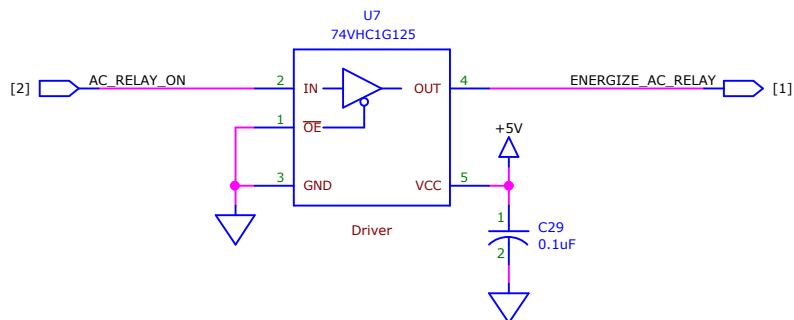 U7
74VHC1G125
[2] AC_RELAY_ON 2 IN OUT 4 ENERGIZE_AC_RELAY [1]
1 OE
+5V
3 GND VCC 5
Driver
1 C29
2 0.1uF